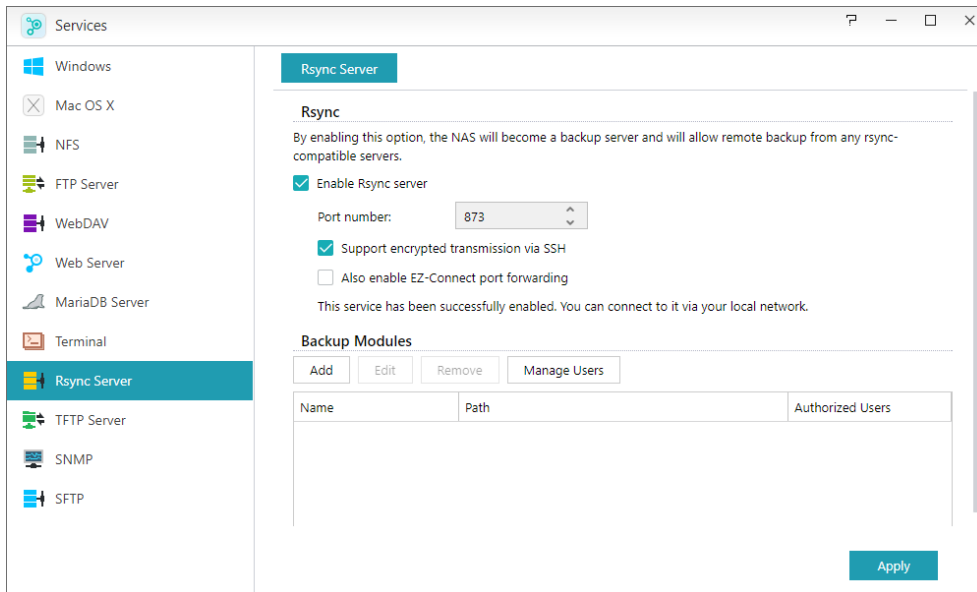 Services
Windows
Mac OS X
NFS
FTP Server
WebDAV
Web Server
MariaDB Server
Terminal
Rsync Server
TFTP Server
SNMP
SFTP
Rsync Server
Rsync
By enabling this option, the NAS will become a backup server and will allow remote backup from any rsync-
compatible servers.
Enable Rsync server
Port number: 873
Support encrypted transmission via SSH
Also enable EZ-Connect port forwarding
This service has been successfully enabled. You can connect to it via your local network.
Backup Modules
Add Edit Remove Manage Users
Name Path Authorized Users
Apply